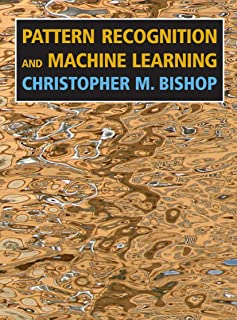 PATTERN RECOGNITION
AND MACHINE LEARNING
CHRISTOPHER M. BISHOP